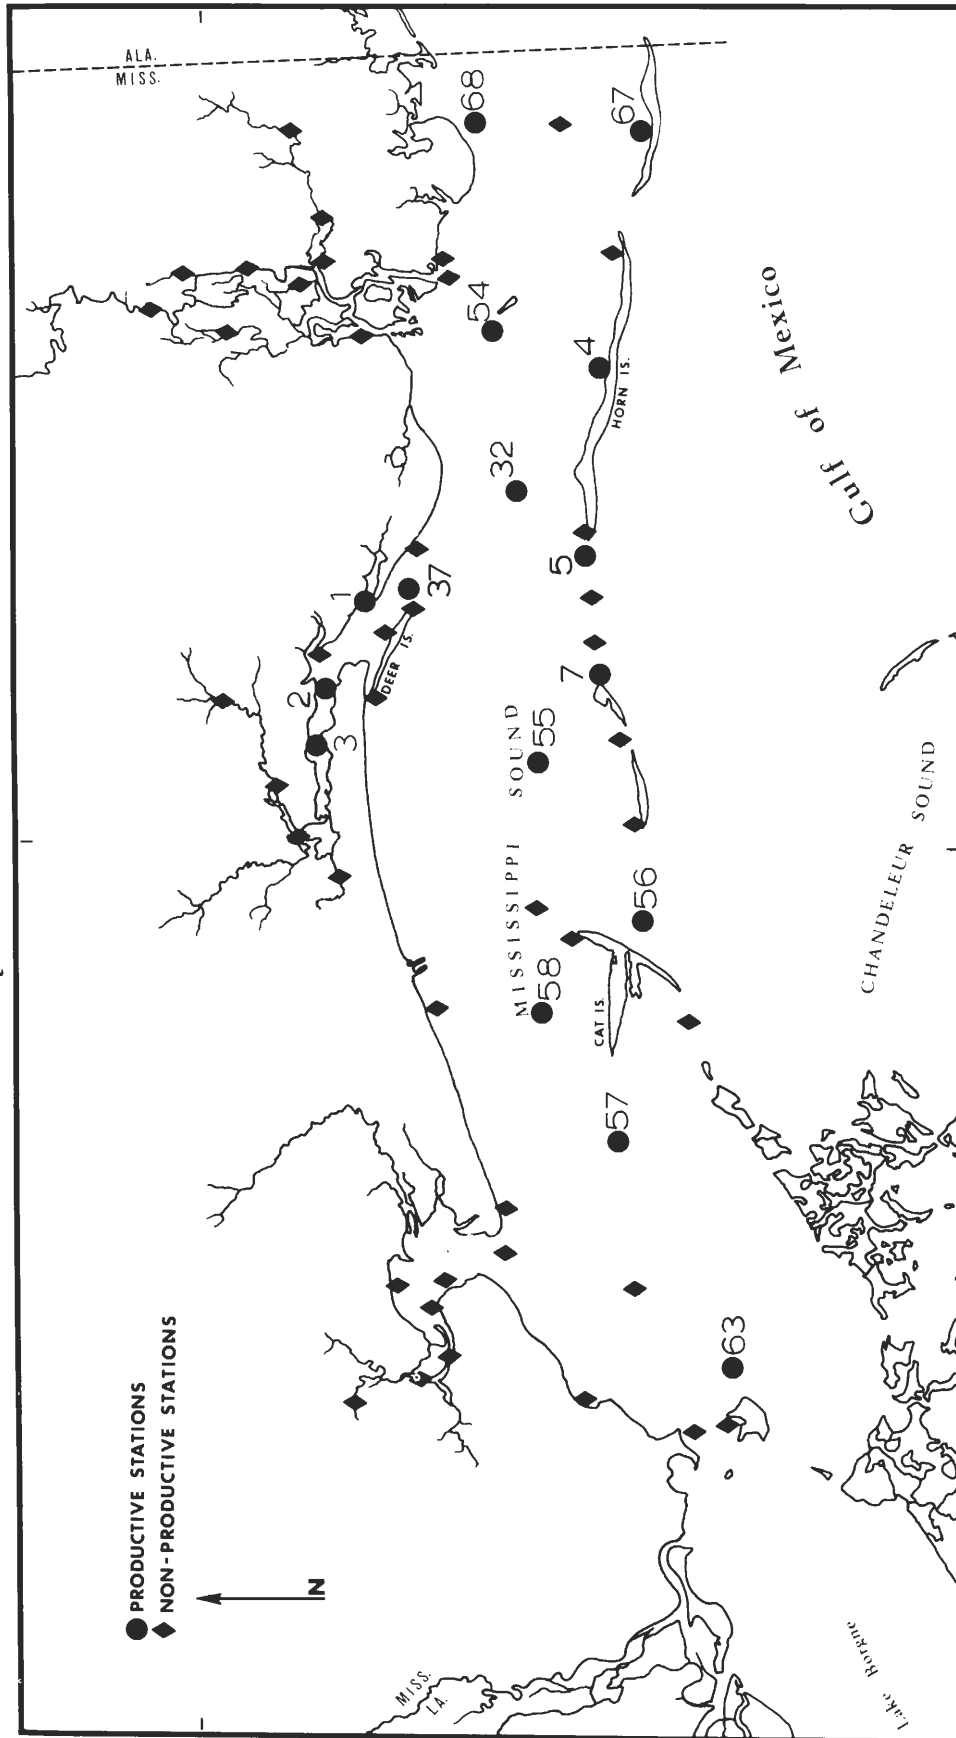 PRODUCTIVE STATIONS
NON-PRODUCTIVE STATIONS
N
MISS.
LA.
ALA.
MISS.
68
67
54
4
HORN IS.
32
5
1
37
2
3
DEER IS.
7
55
MISSISSIPPI SOUND
56
58
CAT IS.
57
63
Gulf of Mexico
CHANDELEUR SOUND
Lake Borgne